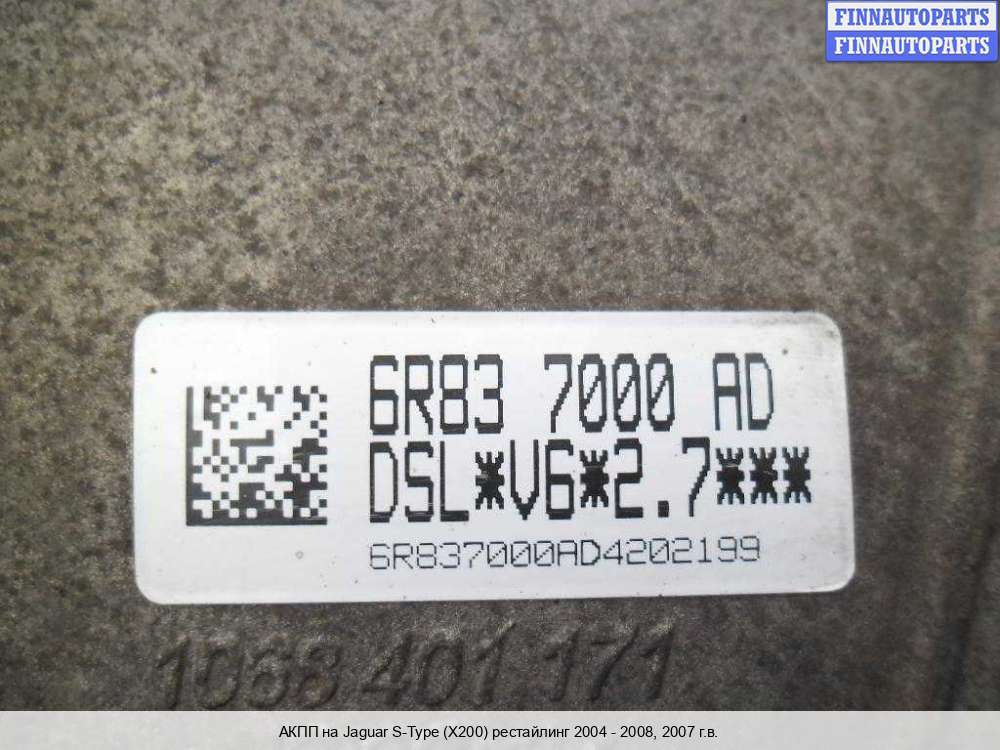 FINNAUTOPARTS
FINNAUTOPARTS
6R83 7000 AD
DSL*V6*2.7***
6R837000AD4202199
1068 401 171
АКПП на Jaguar S-Type (X200) рестайлинг 2004 - 2008, 2007 г.в.